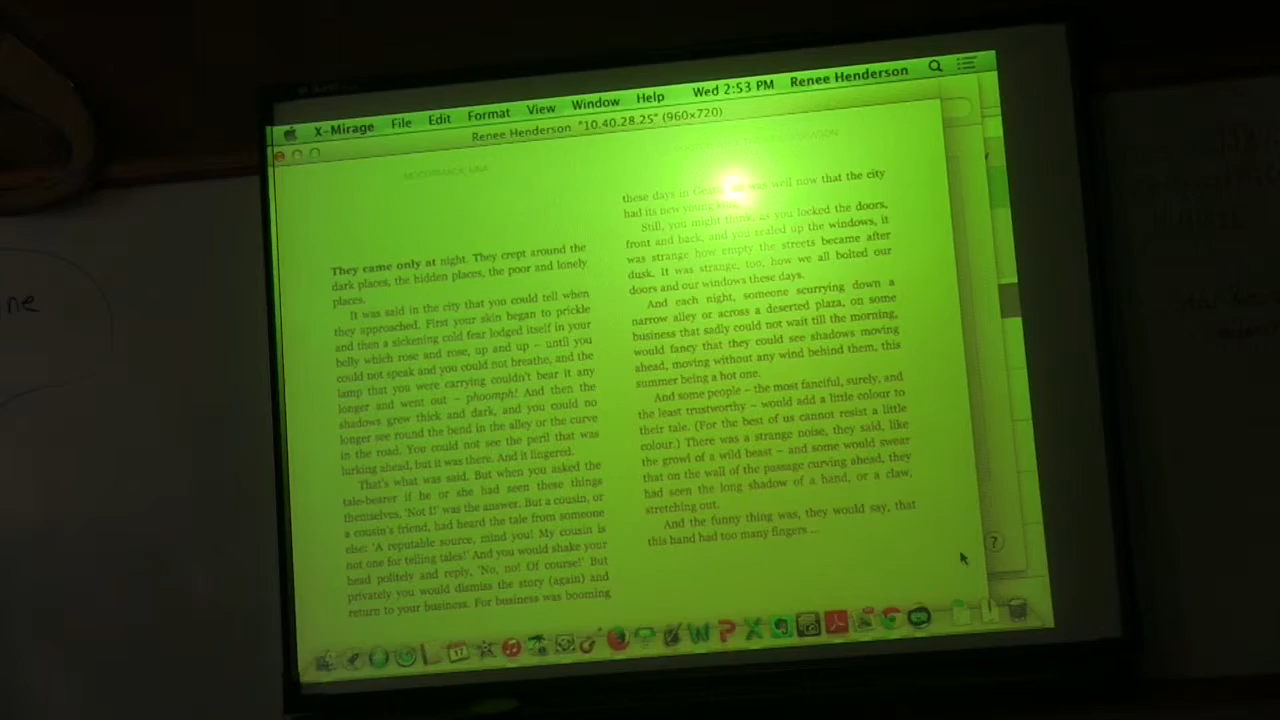 ne
X-Mirage File Edit Format View Window Help Wed 2:53 PM Renee Henderson
Renee Henderson "10.40.28.25" (960x720)
MCCORMACK, UNA
They came only at night. They crept around the
dark places, the hidden places, the poor and lonely
places.
It was said in the city that you could tell when
they approached. First your skin began to prickle
and then a sickening cold fear lodged itself in your
belly which rose and rose, up and up – until you
could not speak and you could not breathe, and the
lamp that you were carrying couldn't bear it any
longer and went out – phoomph! And then the
shadows grew thick and dark, and you could no
longer see round the bend in the alley or the curve
in the road. You could not see the peril that was
lurking ahead, but it was there. And it lingered.
That's what was said. But when you asked the
tale-bearer if he or she had seen these things
themselves, 'Not I!' was the answer. But a cousin, or
a cousin's friend, had heard the tale from someone
else: 'A reputable source, mind you! My cousin is
not one for telling tales!' And you would shake your
head politely and reply, 'No, no! Of course!' But
privately you would dismiss the story (again) and
return to your business. For business was booming
these days in was well now that the city
had its new young
Still, you might think, as you locked the doors,
front and back, and you sealed up the windows, it
was strange how empty the streets became after
dusk. It was strange, too, how we all bolted our
doors and our windows these days.
And each night, someone scurrying down a
narrow alley or across a deserted plaza, on some
business that sadly could not wait till the morning,
would fancy that they could see shadows moving
ahead, moving without any wind behind them, this
summer being a hot one.
And some people – the most fanciful, surely, and
the least trustworthy – would add a little colour to
their tale. (For the best of us cannot resist a little
colour.) There was a strange noise, they said, like
the growl of a wild beast – and some would swear
that on the wall of the passage curving ahead, they
had seen the long shadow of a hand, or a claw,
stretching out.
And the funny thing was, they would say, that
this hand had too many fingers ...
?
17